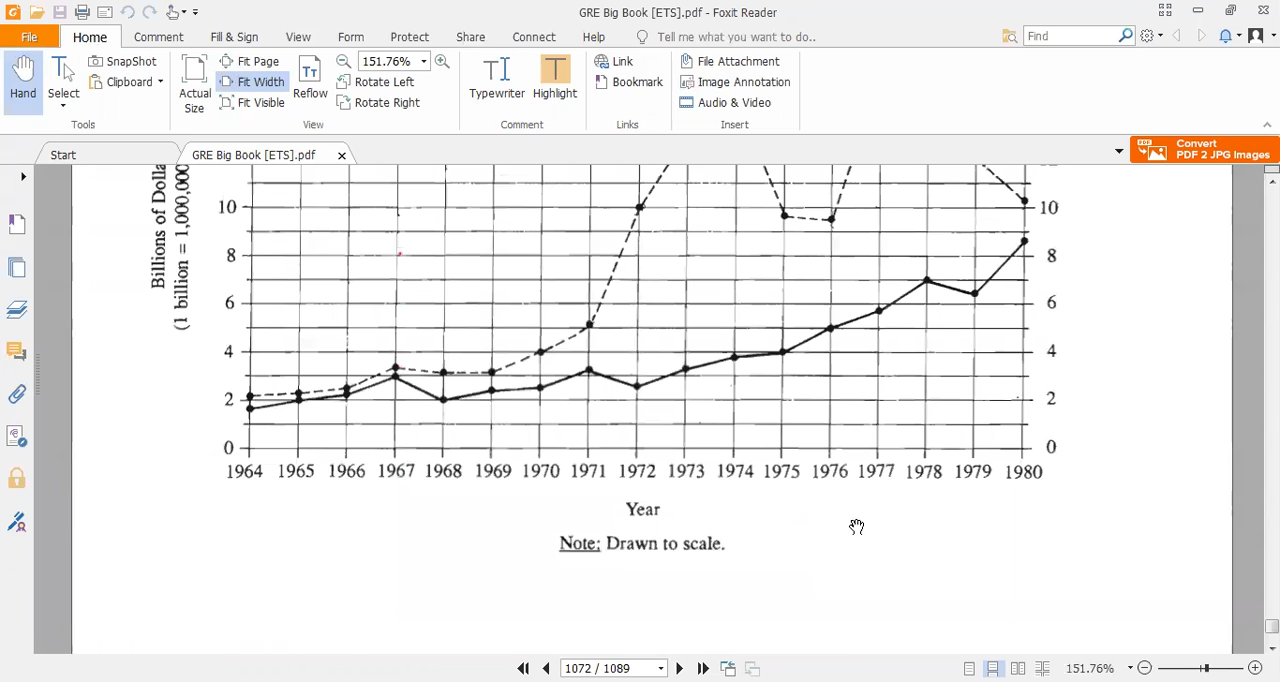 GRE Big Book [ETS].pdf - Foxit Reader
File Home Comment Fill & Sign View Form Protect Share Connect Help Tell me what you want to do.. Find
Hand
Select
SnapShot
Clipboard
Tools
Actual Size
Fit Page
Fit Width
Fit Visible
Reflow
151.76%
Rotate Left
Rotate Right
View
Typewriter
Highlight
Comment
Link
Bookmark
Links
File Attachment
Image Annotation
Audio & Video
Insert
Start
GRE Big Book [ETS].pdf
Convert
PDF 2 JPG Images
Billions of Dolla
(1 billion = 1,000,000
10 10
8 8
6 6
4 4
2 2
0 0
1964 1965 1966 1967 1968 1969 1970 1971 1972 1973 1974 1975 1976 1977 1978 1979 1980
Year
Note: Drawn to scale.
1072 / 1089
151.76%